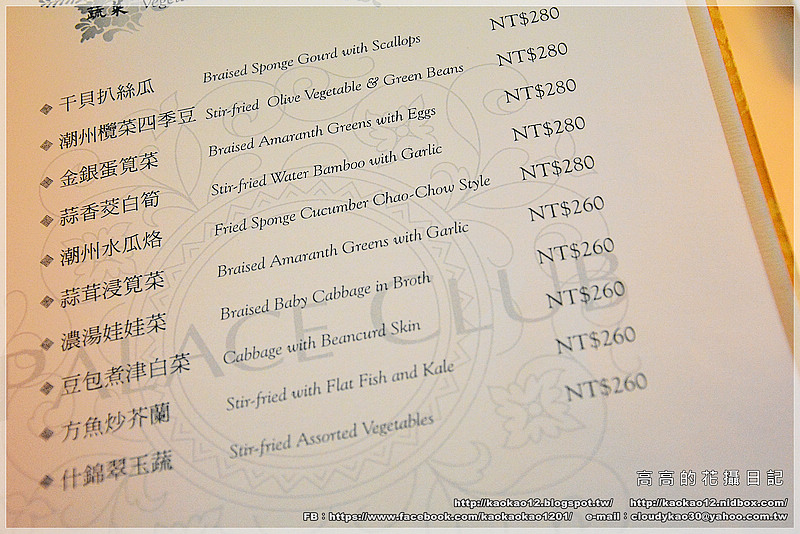 蔬菜 Vegeta
干貝扒絲瓜 Braised Sponge Gourd with Scallops NT$280
潮州欖菜四季豆 Stir-fried Olive Vegetable & Green Beans NT$280
金銀蛋莧菜 Braised Amaranth Greens with Eggs NT$280
蒜香茭白筍 Stir-fried Water Bamboo with Garlic NT$280
潮州水瓜烙 Fried Sponge Cucumber Chao-Chow Style NT$280
蒜茸浸莧菜 Braised Amaranth Greens with Garlic NT$260
濃湯娃娃菜 Braised Baby Cabbage in Broth NT$260
豆包煮津白菜 Cabbage with Beancurd Skin NT$260
方魚炒芥蘭 Stir-fried with Flat Fish and Kale NT$260
什錦翠玉蔬 Stir-fried Assorted Vegetables NT$260
PALACE CLUB
高高的花攝日記
http://kaokao12.blogspot.tw/ http://kaokao12.nidbox.com/
FB：https://www.facebook.com/kaokaokao1201/ e-mail：cloudykao30@yahoo.com.tw